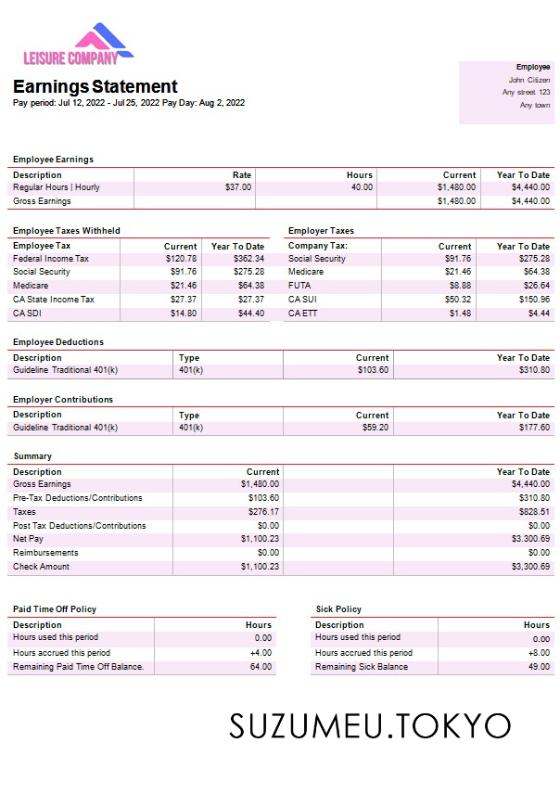 LEISURE COMPANY
Earnings Statement
Pay period: Jul 12, 2022 - Jul 25, 2022 Pay Day: Aug 2, 2022
Employee
John Citizen
Any street 123
Any town
Employee Earnings
Description Rate Hours Current Year To Date
Regular Hours | Hourly $37.00 40.00 $1,480.00 $4,440.00
Gross Earnings $1,480.00 $4,440.00
Employee Taxes Withheld
Employee Tax Current Year To Date
Federal Income Tax $120.78 $362.34
Social Security $91.76 $275.28
Medicare $21.46 $64.38
CA State Income Tax $27.37 $27.37
CA SDI $14.80 $44.40
Employer Taxes
Company Tax: Current Year To Date
Social Security $91.76 $275.28
Medicare $21.46 $64.38
FUTA $8.88 $26.64
CA SUI $50.32 $150.96
CA ETT $1.48 $4.44
Employee Deductions
Description Type Current Year To Date
Guideline Traditional 401(k) 401(k) $103.60 $310.80
Employer Contributions
Description Type Current Year To Date
Guideline Traditional 401(k) 401(k) $59.20 $177.60
Summary
Description Current Year To Date
Gross Earnings $1,480.00 $4,440.00
Pre-Tax Deductions/Contributions $103.60 $310.80
Taxes $276.17 $828.51
Post Tax Deductions/Contributions $0.00 $0.00
Net Pay $1,100.23 $3.300.69
Reimbursements $0.00 $0.00
Check Amount $1,100.23 $3,300.69
Paid Time Off Policy
Description Hours
Hours used this period 0.00
Hours accrued this period +4.00
Remaining Paid Time Off Balance. 64.00
Sick Policy
Description Hours
Hours used this period 0.00
Hours accrued this period +8.00
Remaining Sick Balance 49.00
SUZUMEU.TOKYO